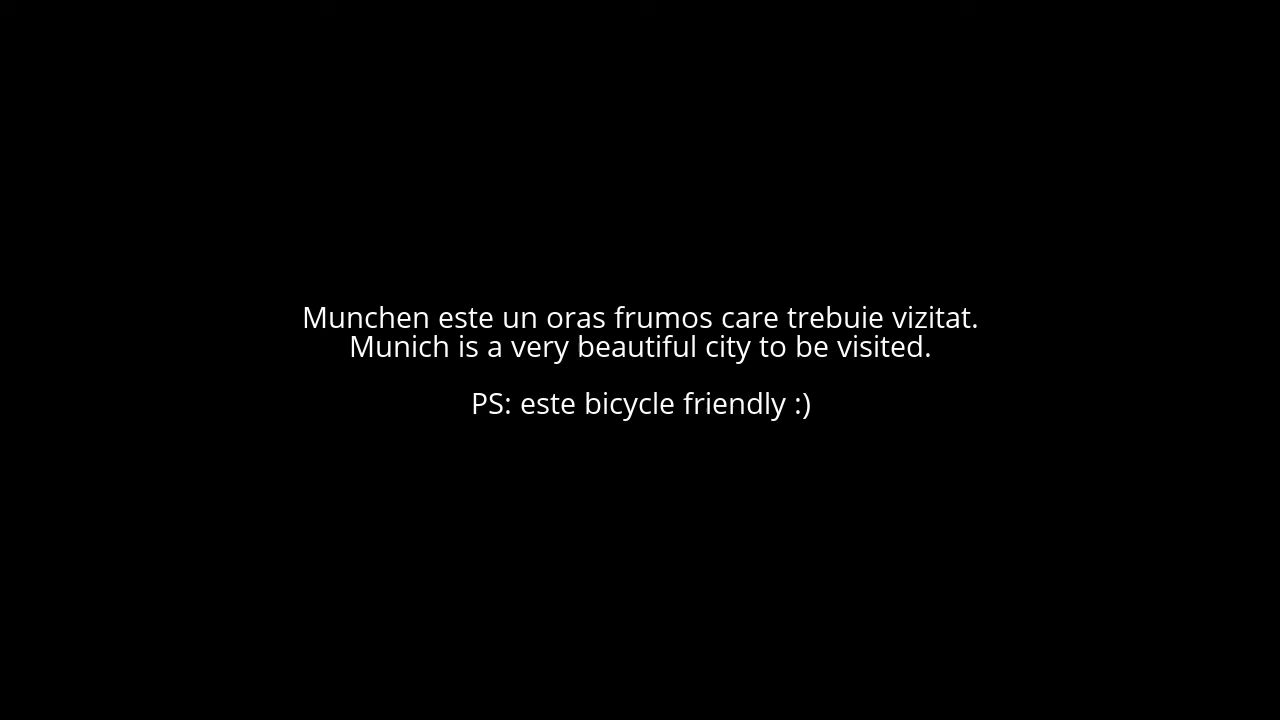 Munchen este un oras frumos care trebuie vizitat.
Munich is a very beautiful city to be visited.
PS: este bicycle friendly :)